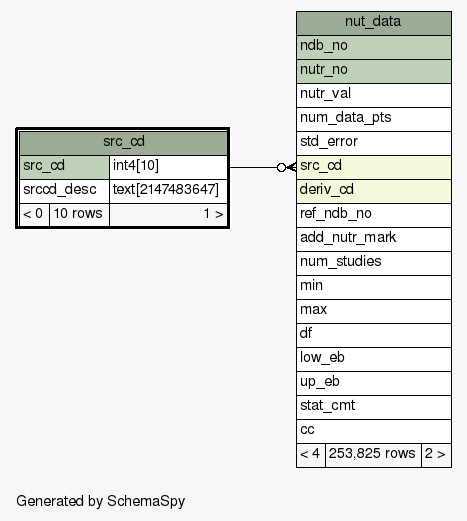 src_cd
src_cd int4[10]
srccd_desc text[2147483647]
< 0 10 rows 1 >
nut_data
ndb_no
nutr_no
nutr_val
num_data_pts
std_error
src_cd
deriv_cd
ref_ndb_no
add_nutr_mark
num_studies
min
max
df
low_eb
up_eb
stat_cmt
cc
< 4 253,825 rows 2 >
Generated by SchemaSpy